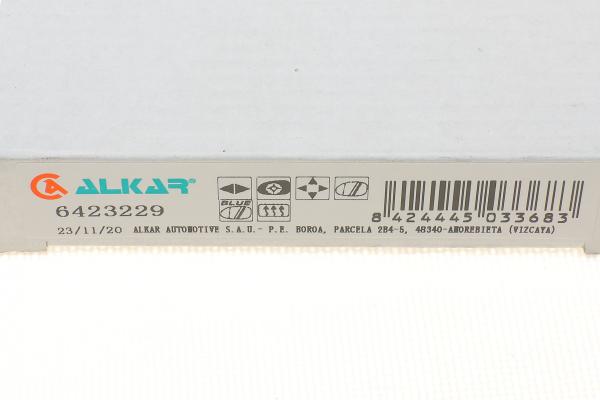 ALKAR®
BLUE
6423229
8 424445 033683
23/11/20 ALKAR AUTOMOTIVE S.A.U.- P.E. BOROA, PARCELA 2B4-5, 48340-AMOREBIETA (VIZCAYA)